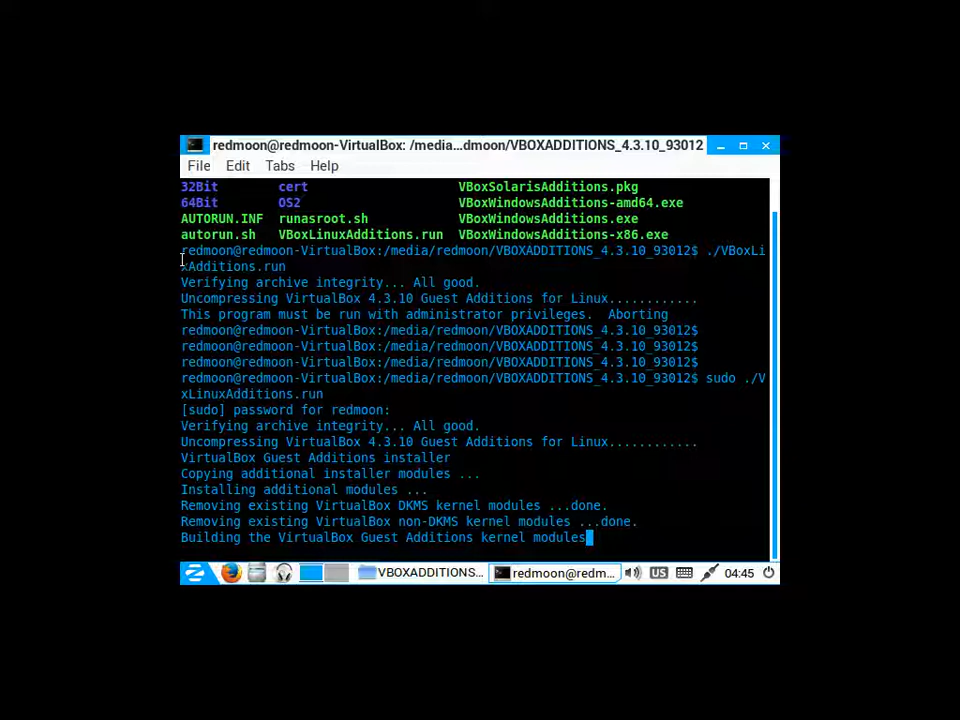 redmoon@redmoon-VirtualBox: /media...dmoon/VBOXADDITIONS_4.3.10_93012
File Edit Tabs Help
32Bit cert VBoxSolarisAdditions.pkg
64Bit OS2 VBoxWindowsAdditions-amd64.exe
AUTORUN.INF runasroot.sh VBoxWindowsAdditions.exe
autorun.sh VBoxLinuxAdditions.run VBoxWindowsAdditions-x86.exe
redmoon@redmoon-VirtualBox:/media/redmoon/VBOXADDITIONS_4.3.10_93012$ ./VBoxLi
xAdditions.run
Verifying archive integrity... All good.
Uncompressing VirtualBox 4.3.10 Guest Additions for Linux............
This program must be run with administrator privileges.  Aborting
redmoon@redmoon-VirtualBox:/media/redmoon/VBOXADDITIONS_4.3.10_93012$
redmoon@redmoon-VirtualBox:/media/redmoon/VBOXADDITIONS_4.3.10_93012$
redmoon@redmoon-VirtualBox:/media/redmoon/VBOXADDITIONS_4.3.10_93012$
redmoon@redmoon-VirtualBox:/media/redmoon/VBOXADDITIONS_4.3.10_93012$ sudo ./V
xLinuxAdditions.run
[sudo] password for redmoon:
Verifying archive integrity... All good.
Uncompressing VirtualBox 4.3.10 Guest Additions for Linux............
VirtualBox Guest Additions installer
Copying additional installer modules ...
Installing additional modules ...
Removing existing VirtualBox DKMS kernel modules ...done.
Removing existing VirtualBox non-DKMS kernel modules ...done.
Building the VirtualBox Guest Additions kernel modules
VBOXADDITIONS... redmoon@redm... US 04:45